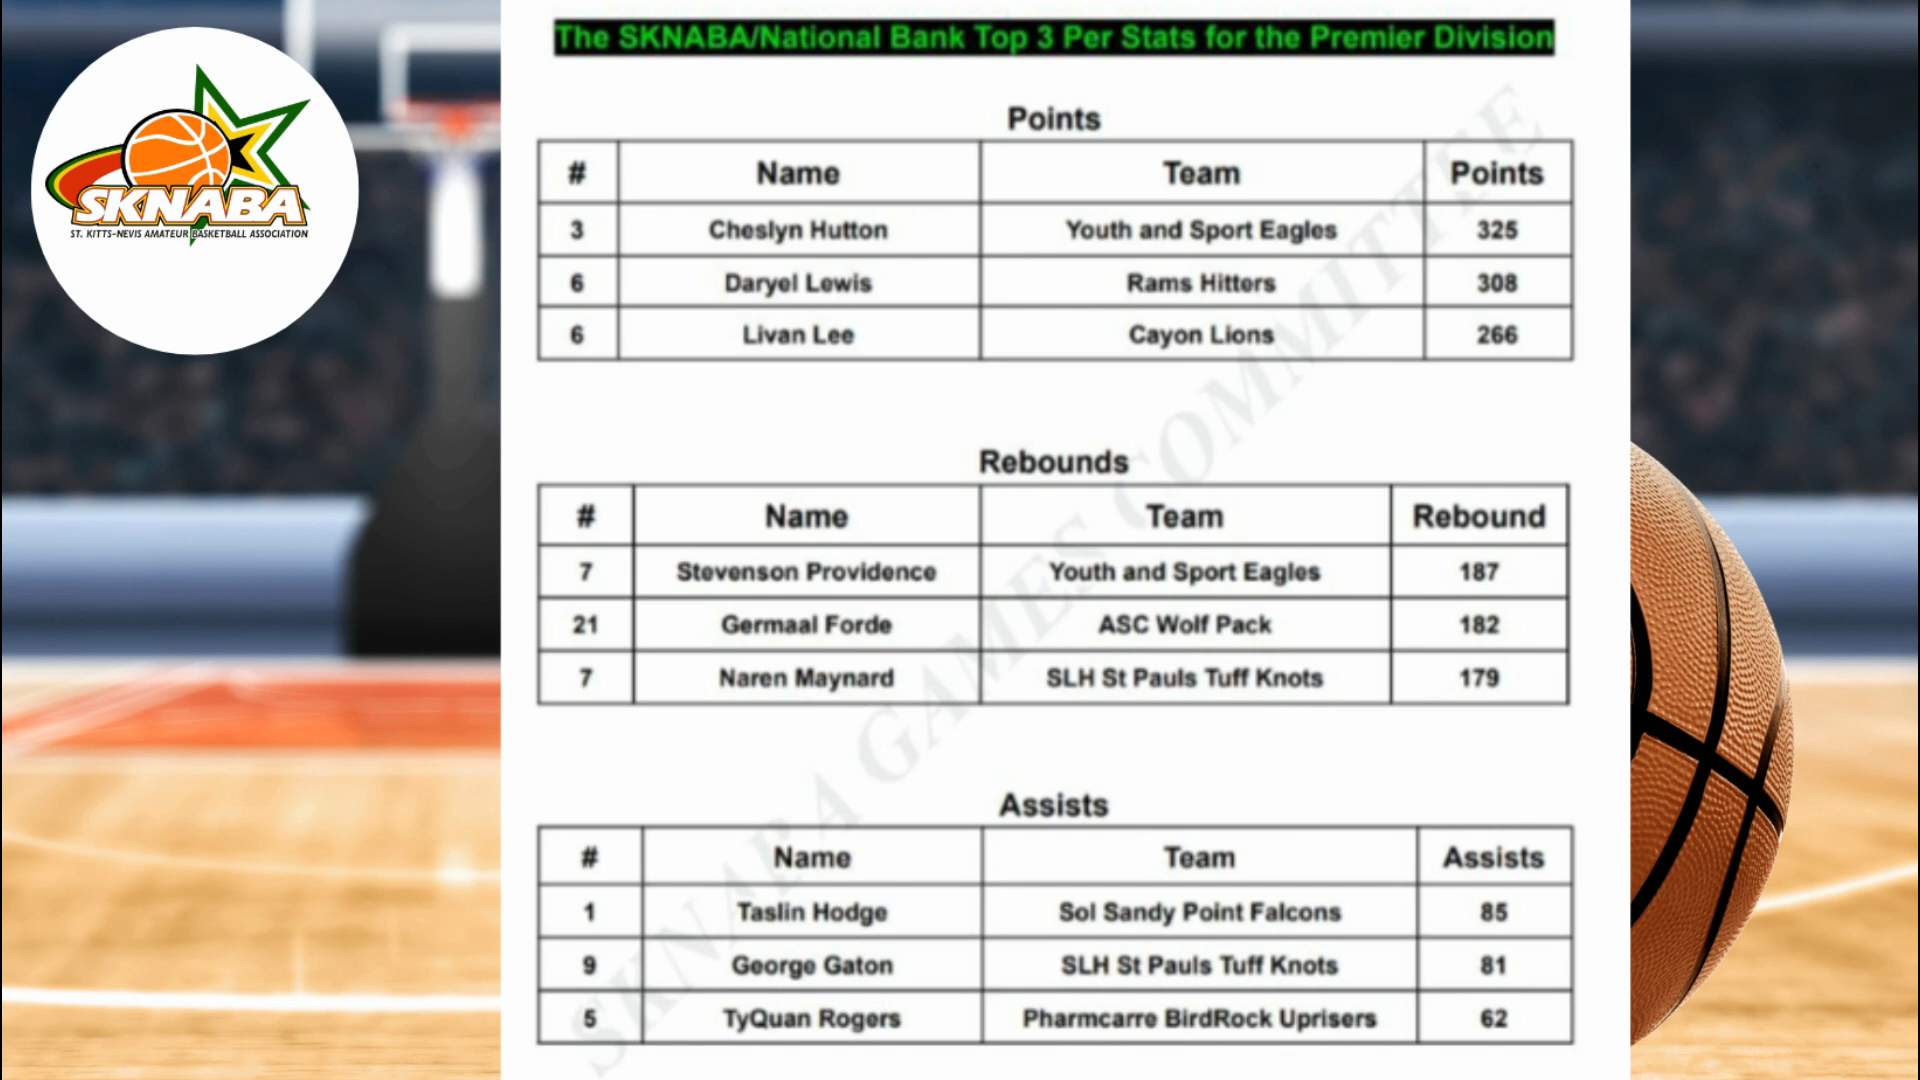 SKNABA
ST. KITTS-NEVIS AMATEUR BASKETBALL ASSOCIATION
The SKNABA/National Bank Top 3 Per Stats for the Premier Division
Points
# Name Team Points
3 Cheslyn Hutton Youth and Sport Eagles 325
6 Daryel Lewis Rams Hitters 308
6 Livan Lee Cayon Lions 266
Rebounds
# Name Team Rebound
7 Stevenson Providence Youth and Sport Eagles 187
21 Germaal Forde ASC Wolf Pack 182
7 Naren Maynard SLH St Pauls Tuff Knots 179
Assists
# Name Team Assists
1 Taslin Hodge Sol Sandy Point Falcons 85
9 George Gaton SLH St Pauls Tuff Knots 81
5 TyQuan Rogers Pharmcarre BirdRock Uprisers 62
SKNABA GAMES COMMITTEE